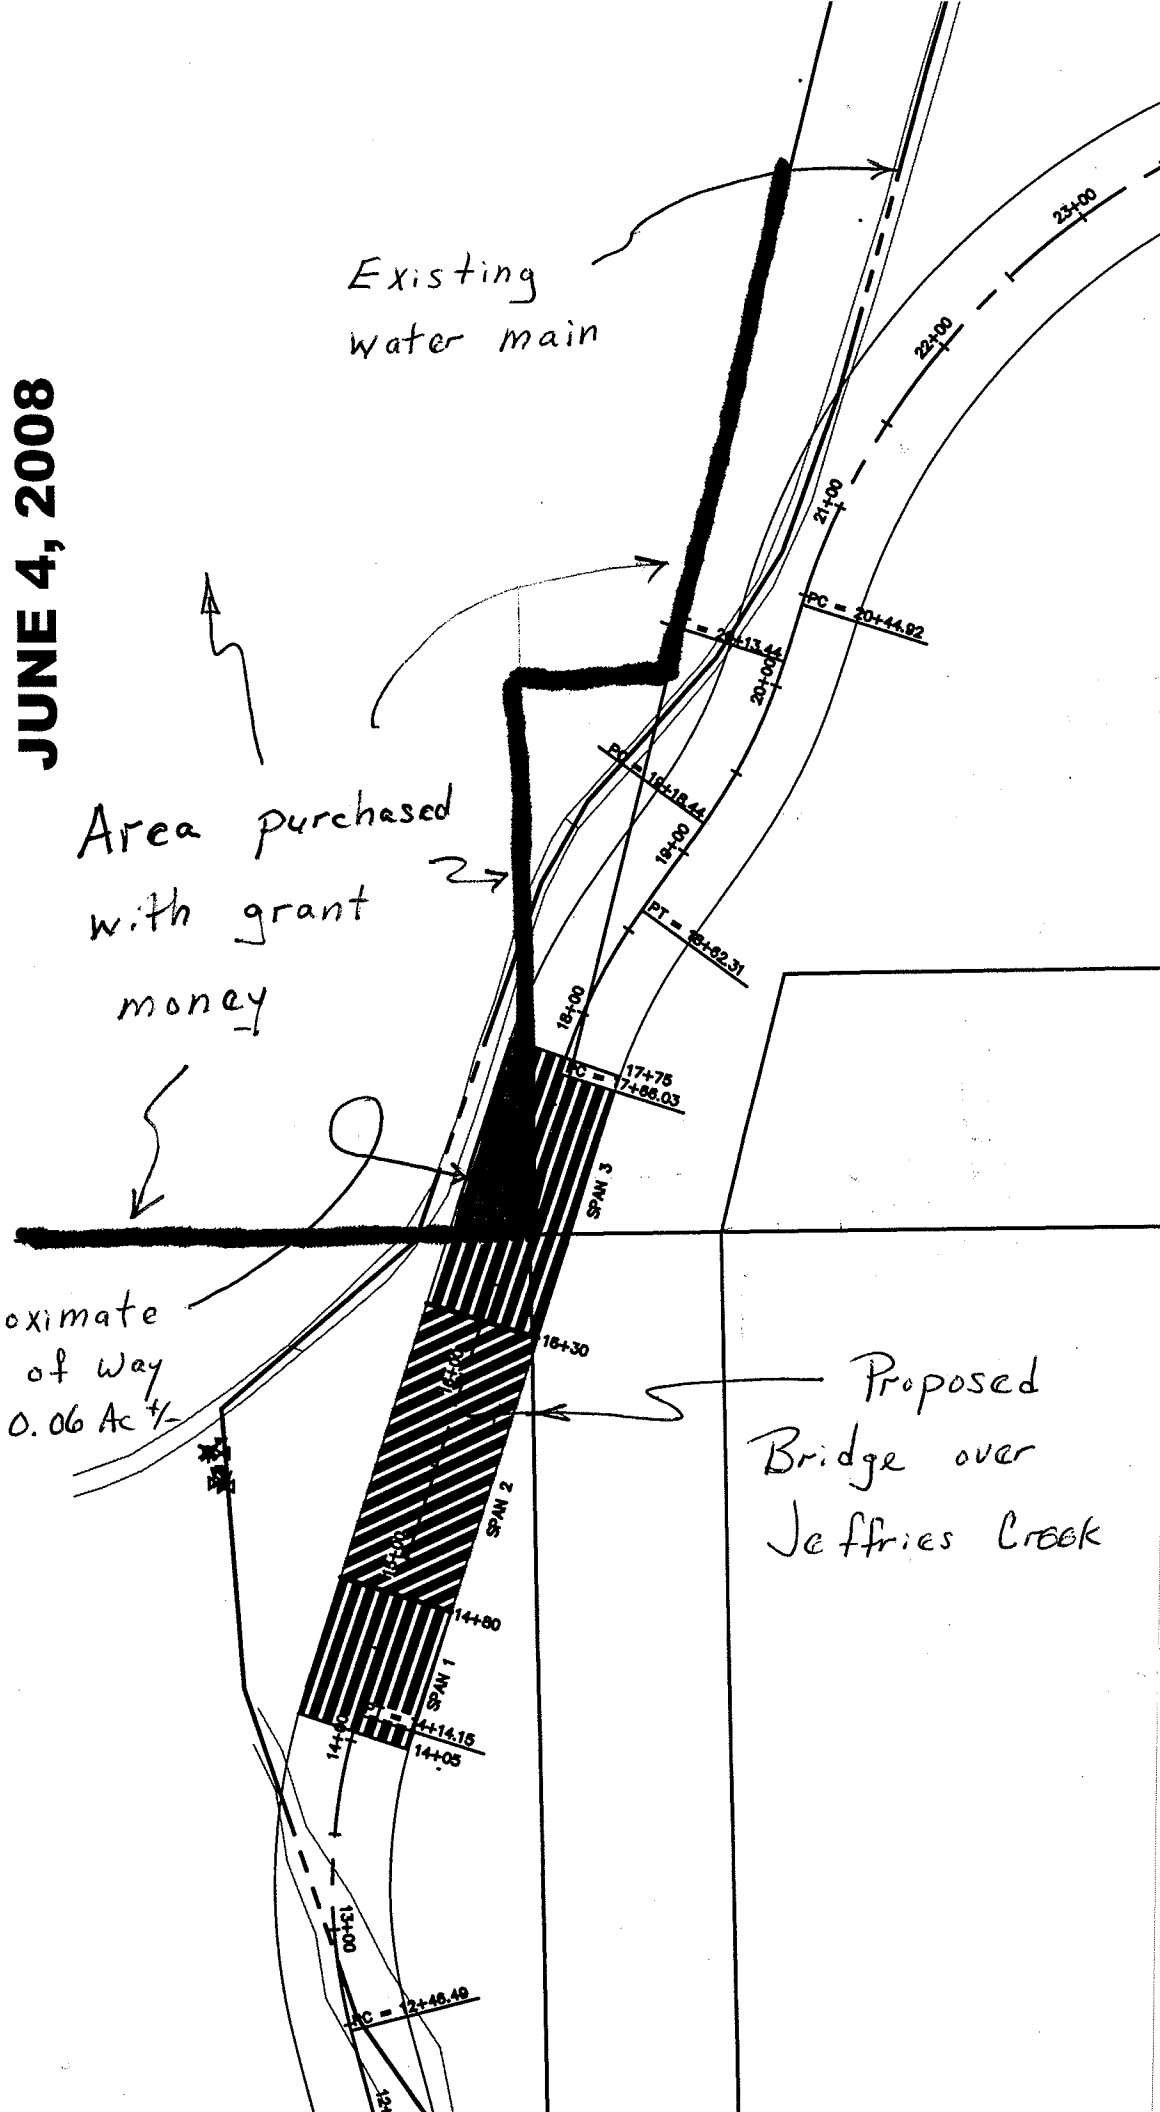 JUNE 4, 2008
Existing
water main
23+00
22+00
21+00
PC = 20+44.92
= 20+13.44
20+00
19+18.44
19+00
PT = 18+62.31
18+00
17+75
PC = 17+66.03
Area purchased
with grant
money
SPAN 3
oximate
of way
0.06 Ac +/-
16+30
16+00
Proposed
Bridge over
Jeffries Creek
SPAN 2
15+00
14+80
SPAN 1
14+14.15
14+00
14+05
13+00
PC = 12+46.49
12+